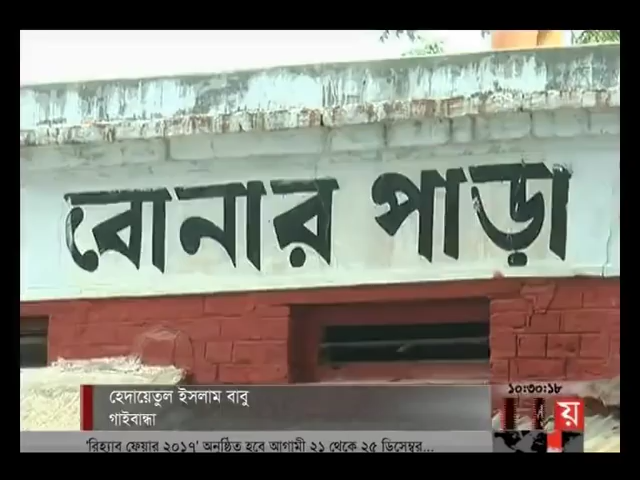 বোনার পাড়া
হেদায়েতুল ইসলাম বাবু
গাইবান্ধা
১০:৩০:১৮
য়
'রিহ্যাব ফেয়ার ২০১৭' অনুষ্ঠিত হবে আগামী ২১ থেকে ২৫ ডিসেম্বর...